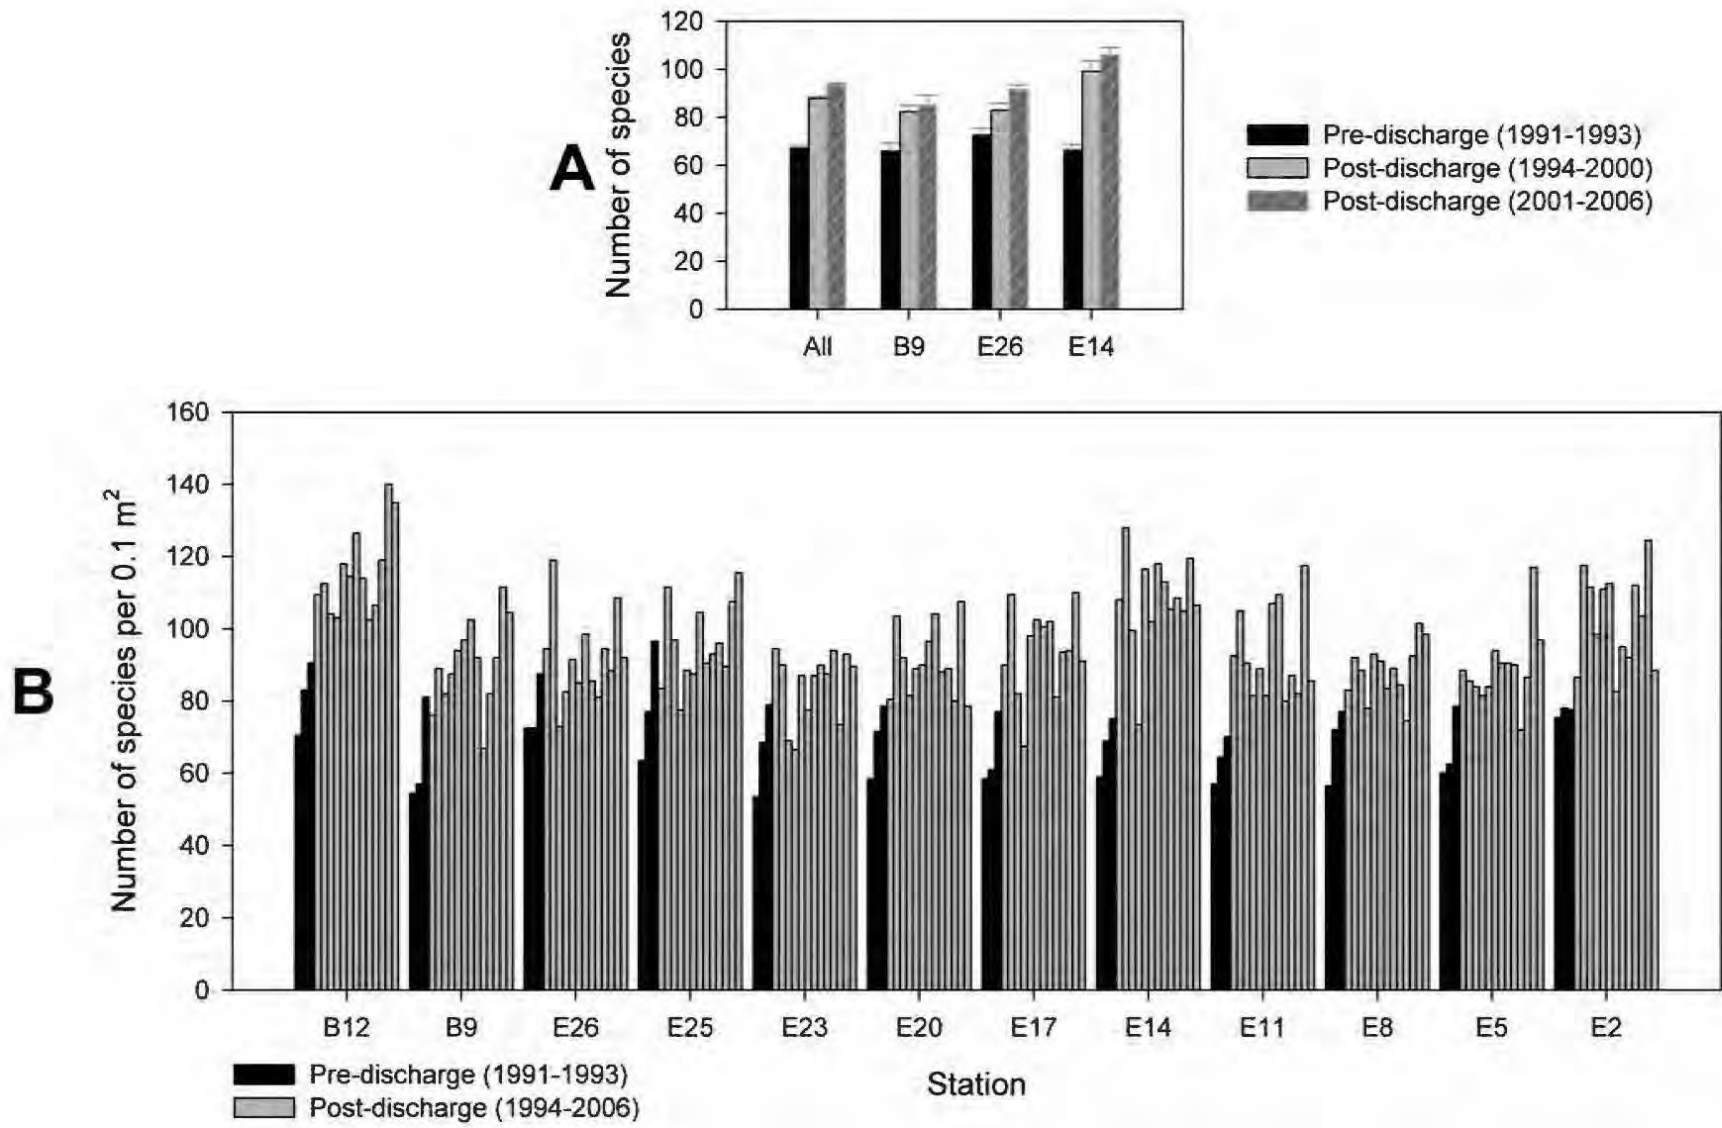 A
Number of species
120
100
80
60
40
20
0
All B9 E26 E14
Pre-discharge (1991-1993)
Post-discharge (1994-2000)
Post-discharge (2001-2006)
B
Number of species per 0.1 m²
160
140
120
100
80
60
40
20
0
B12 B9 E26 E25 E23 E20 E17 E14 E11 E8 E5 E2
Station
Pre-discharge (1991-1993)
Post-discharge (1994-2006)